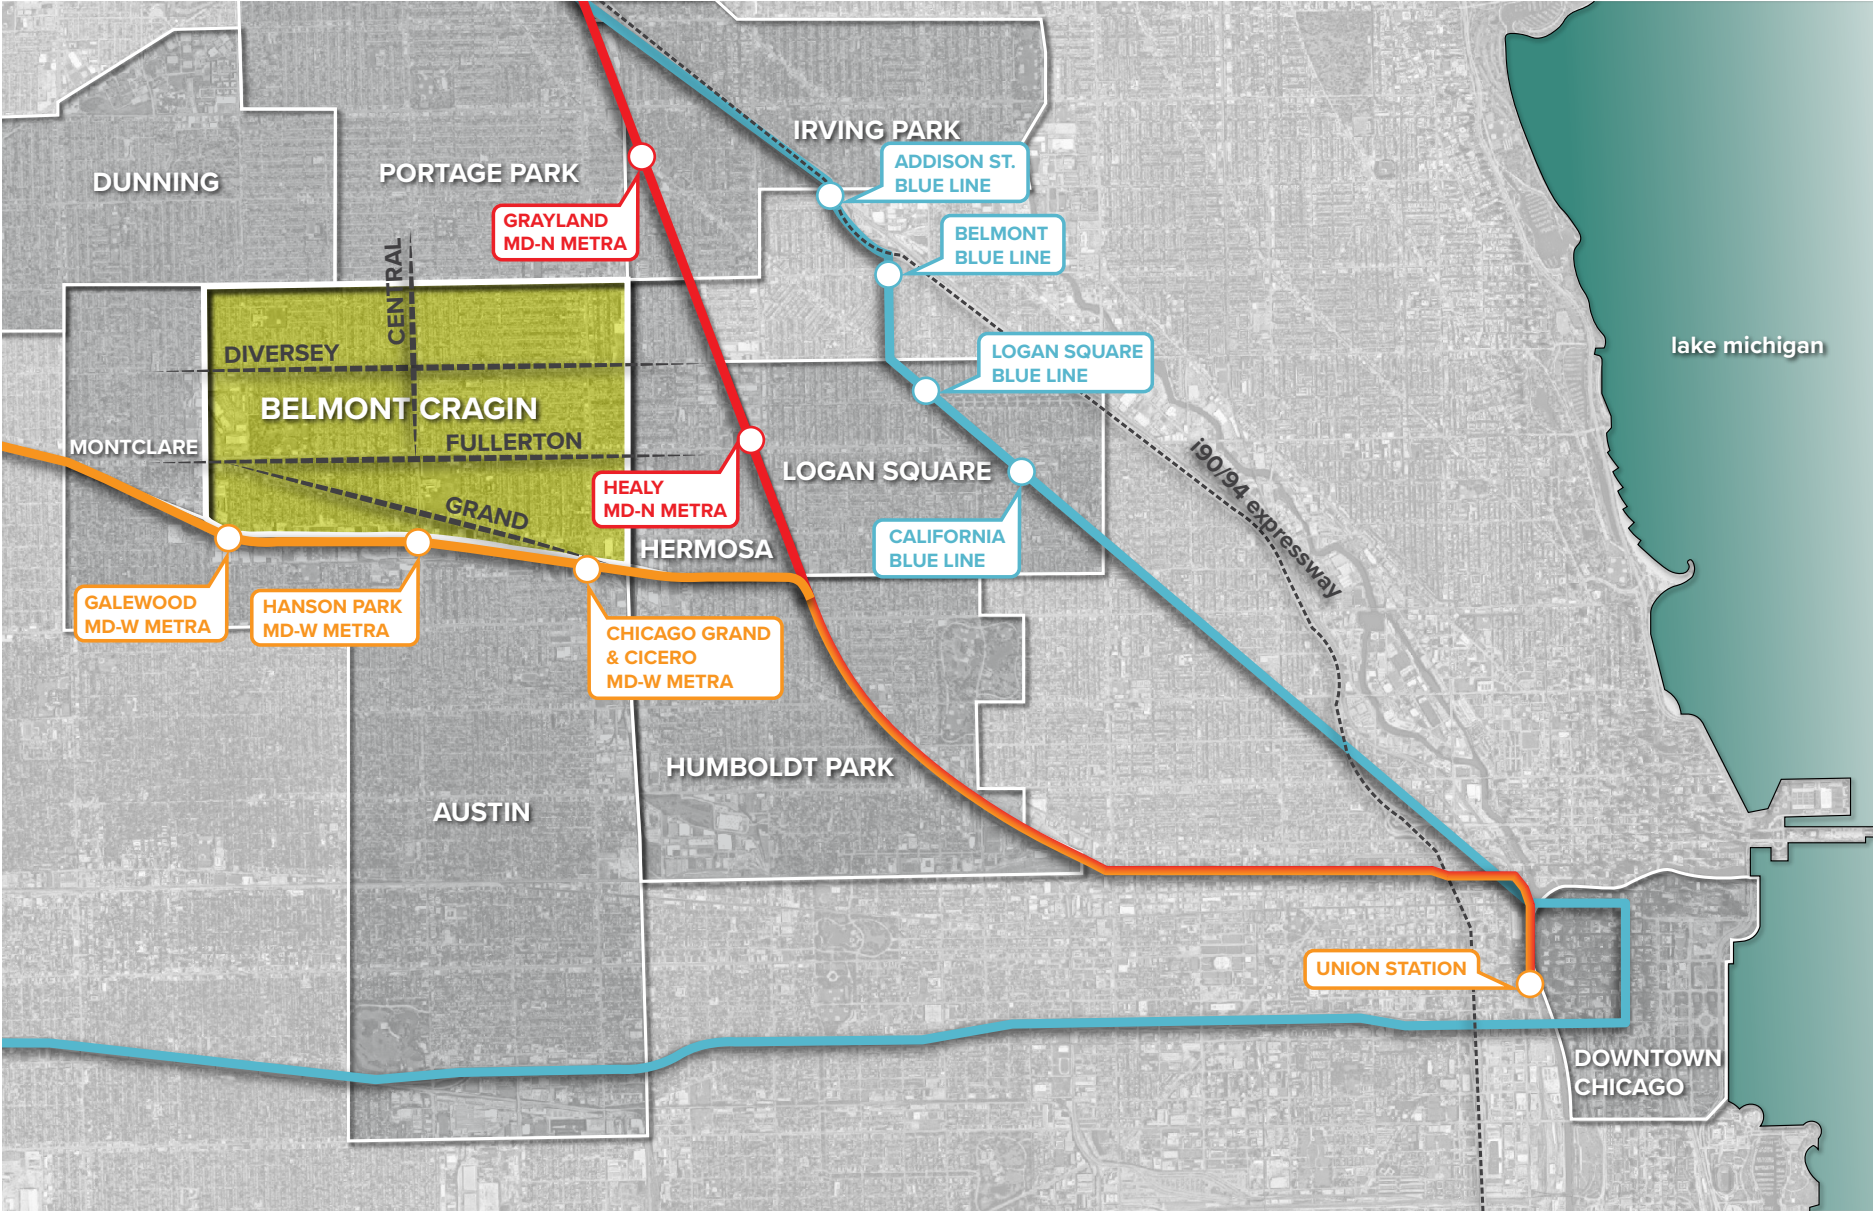 IRVING PARK
ADDISON ST.
BLUE LINE
DUNNING
PORTAGE PARK
GRAYLAND
MD-N METRA
BELMONT
BLUE LINE
CENTRAL
DIVERSEY
LOGAN SQUARE
BLUE LINE
lake michigan
BELMONT CRAGIN
MONTCLARE
FULLERTON
HEALY
MD-N METRA
LOGAN SQUARE
i90/94 expressway
GRAND
HERMOSA
CALIFORNIA
BLUE LINE
GALEWOOD
MD-W METRA
HANSON PARK
MD-W METRA
CHICAGO GRAND
& CICERO
MD-W METRA
HUMBOLDT PARK
AUSTIN
UNION STATION
DOWNTOWN
CHICAGO